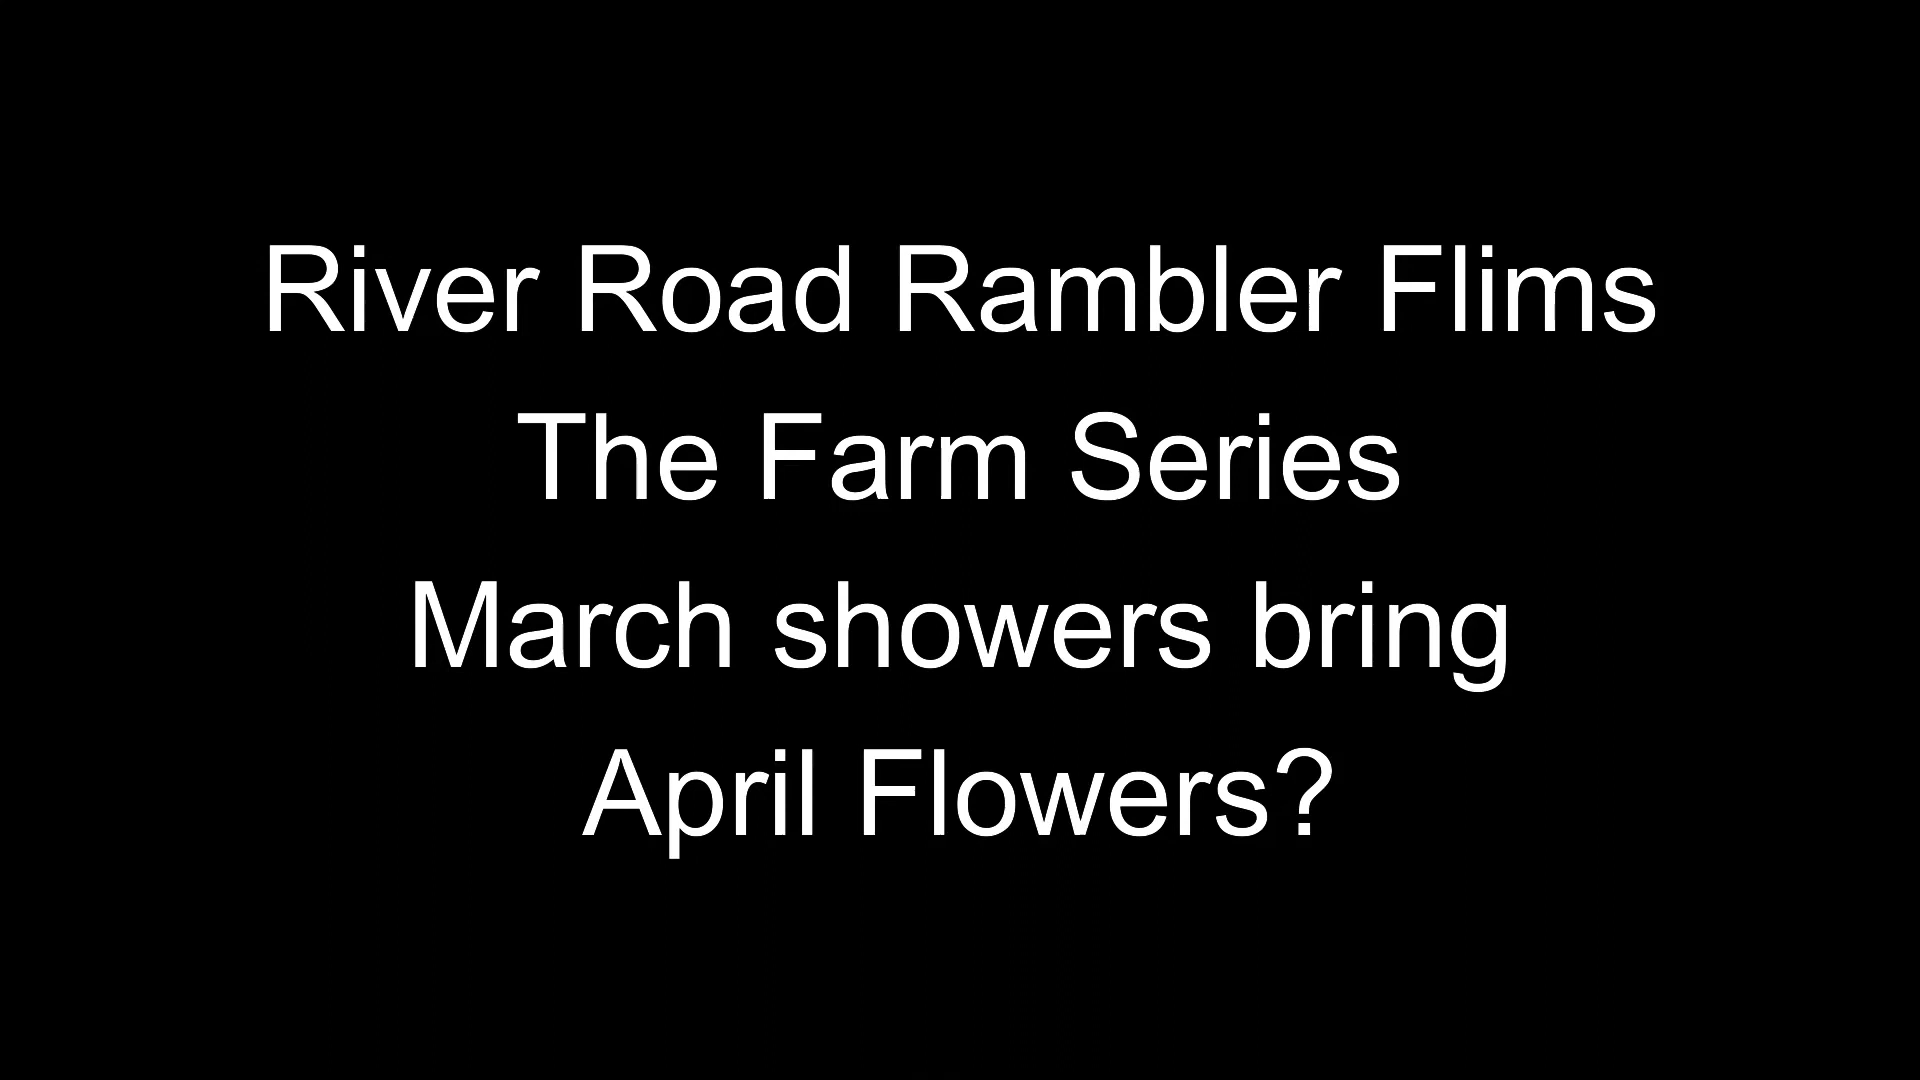 River Road Rambler Flims
The Farm Series
March showers bring
April Flowers?